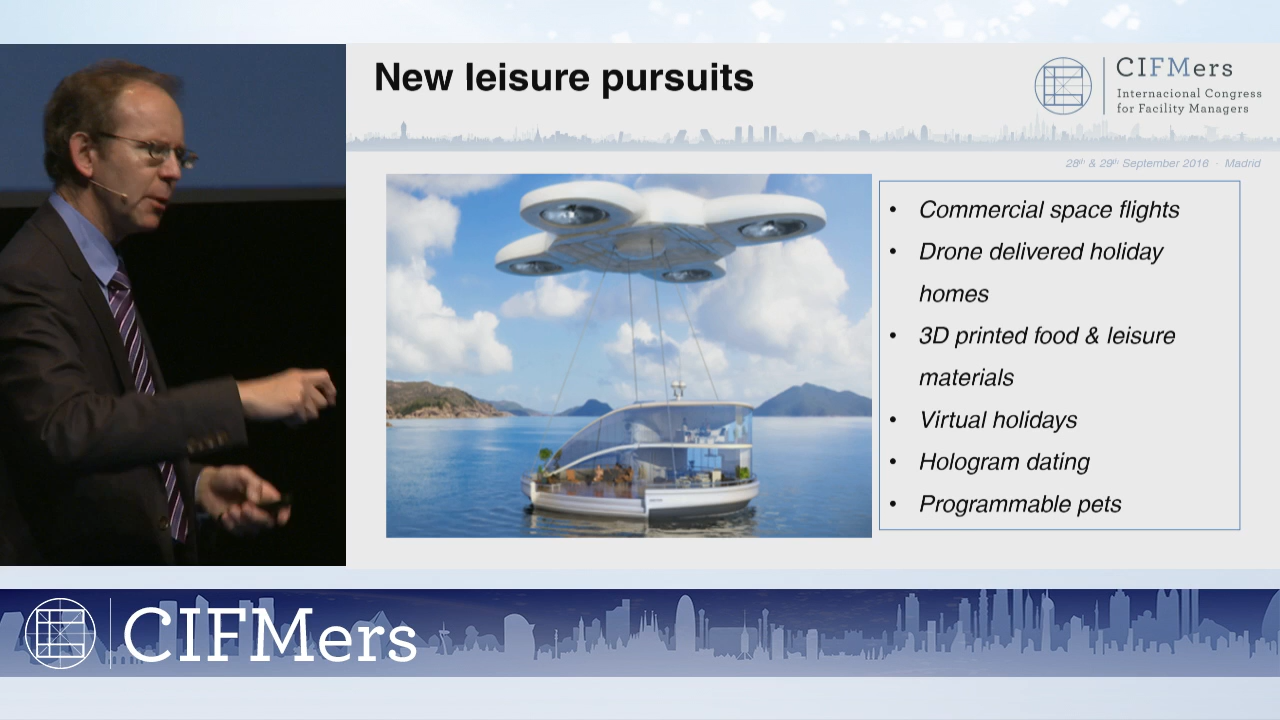 New leisure pursuits
CIFMers
Internacional Congress
for Facility Managers
28th & 29th September 2016 - Madrid
• Commercial space flights
• Drone delivered holiday
homes
• 3D printed food & leisure
materials
• Virtual holidays
• Hologram dating
• Programmable pets
CIFMers